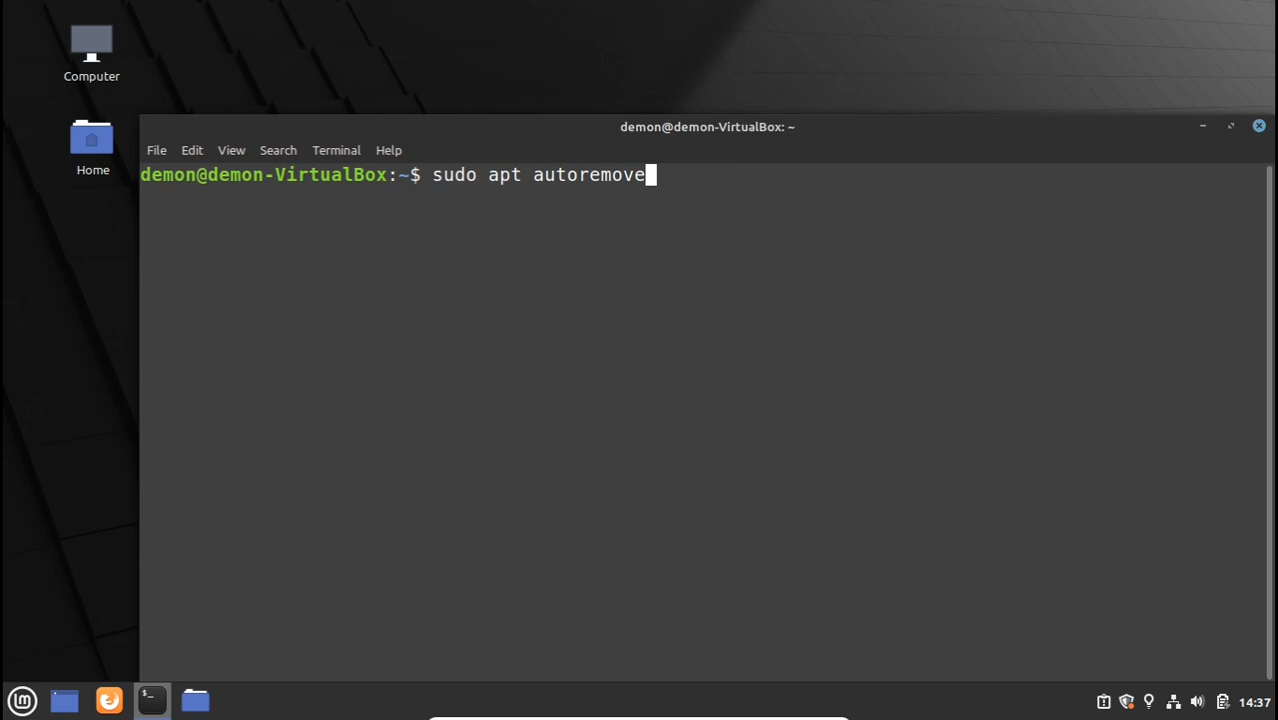 Computer
Home
demon@demon-VirtualBox: ~
File Edit View Search Terminal Help
demon@demon-VirtualBox:~$ sudo apt autoremove
14:37